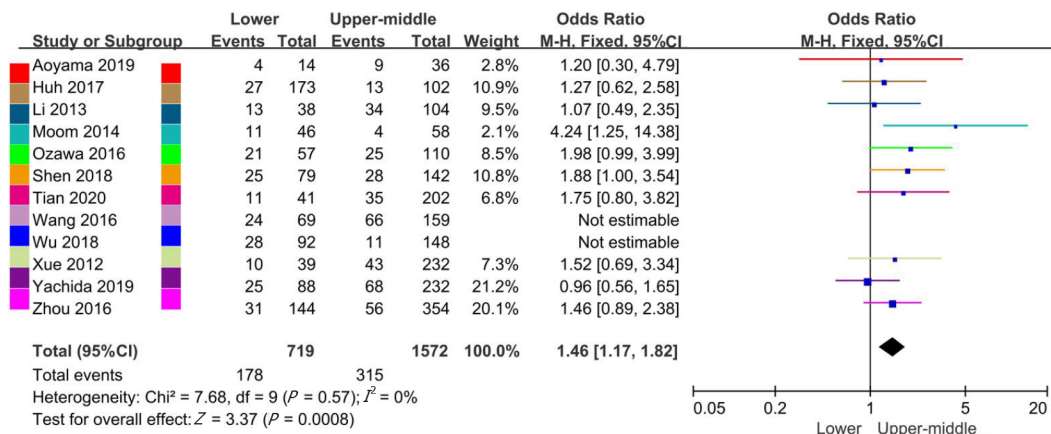 Lower Upper-middle Odds Ratio Odds Ratio
Study or Subgroup Events Total Events Total Weight M-H, Fixed, 95%CI M-H, Fixed, 95%CI
Aoyama 2019 4 14 9 36 2.8% 1.20 [0.30, 4.79]
Huh 2017 27 173 13 102 10.9% 1.27 [0.62, 2.58]
Li 2013 13 38 34 104 9.5% 1.07 [0.49, 2.35]
Moom 2014 11 46 4 58 2.1% 4.24 [1.25, 14.38]
Ozawa 2016 21 57 25 110 8.5% 1.98 [0.99, 3.99]
Shen 2018 25 79 28 142 10.8% 1.88 [1.00, 3.54]
Tian 2020 11 41 35 202 6.8% 1.75 [0.80, 3.82]
Wang 2016 24 69 66 159 Not estimable
Wu 2018 28 92 11 148 Not estimable
Xue 2012 10 39 43 232 7.3% 1.52 [0.69, 3.34]
Yachida 2019 25 88 68 232 21.2% 0.96 [0.56, 1.65]
Zhou 2016 31 144 56 354 20.1% 1.46 [0.89, 2.38]
Total (95%CI) 719 1572 100.0% 1.46 [1.17, 1.82]
Total events 178 315
Heterogeneity: Chi² = 7.68, df = 9 (P = 0.57); I² = 0%
Test for overall effect: Z = 3.37 (P = 0.0008)
0.05 0.2 1 5 20
Lower Upper-middle